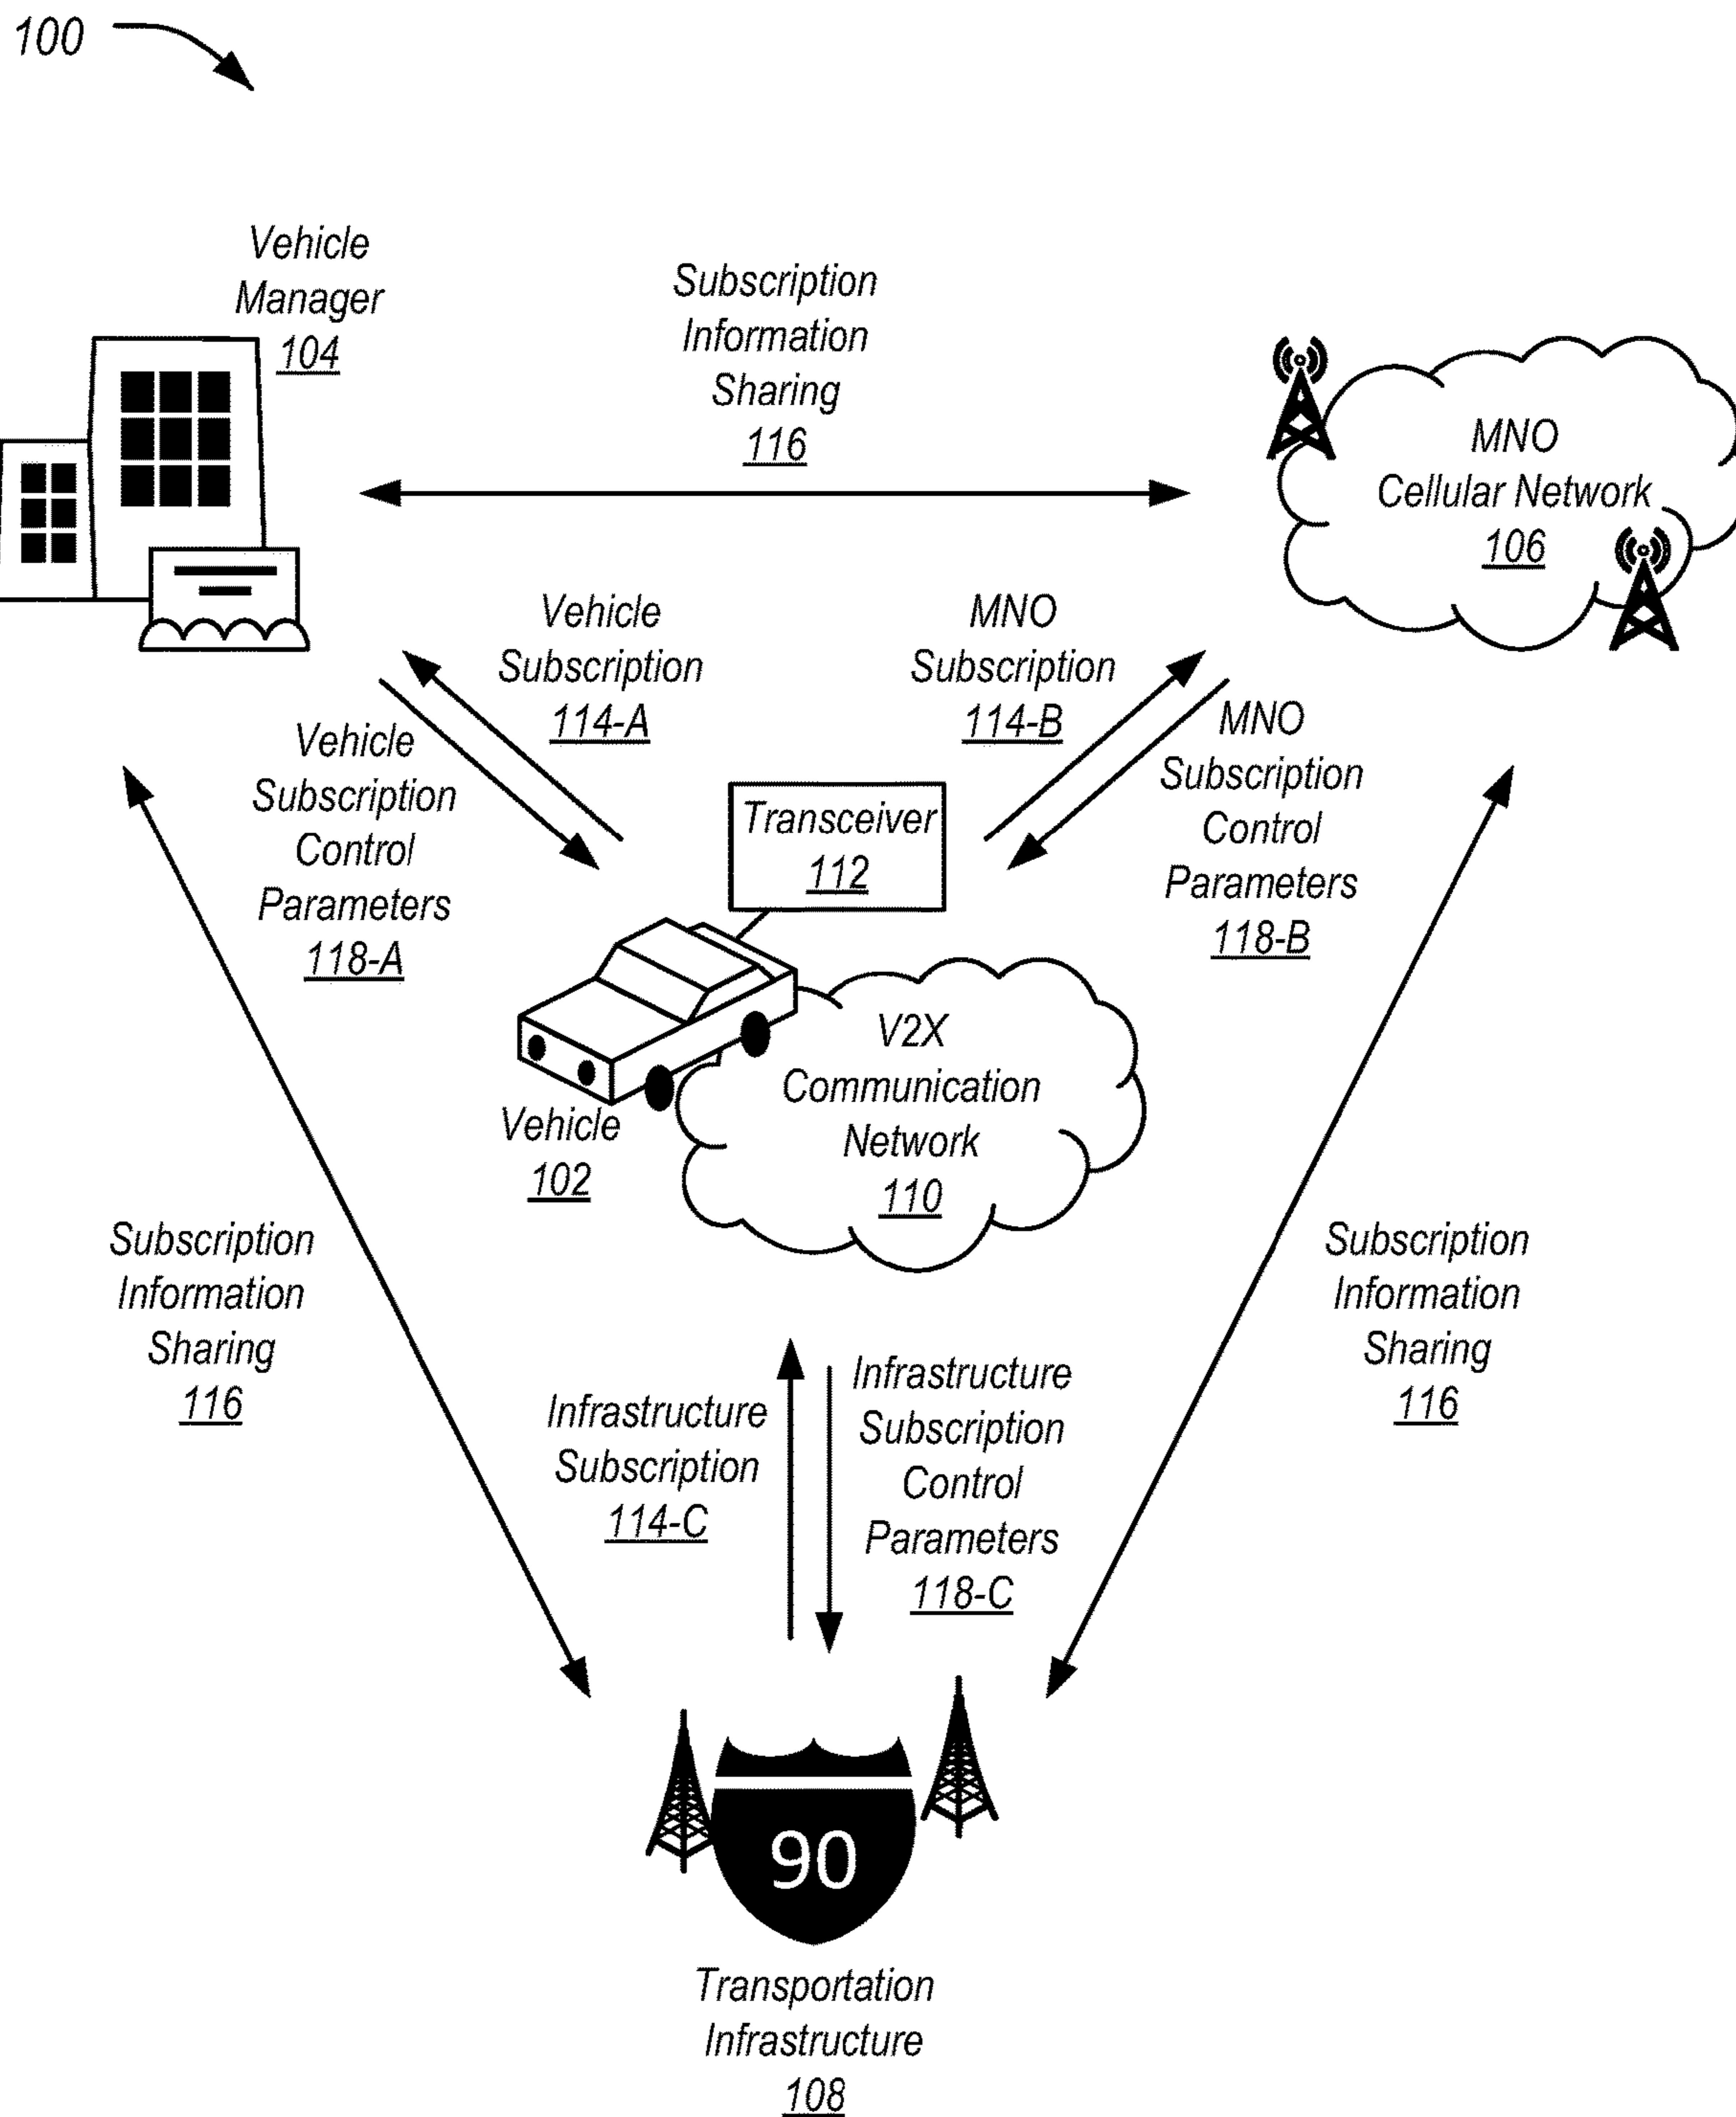 100
Vehicle
Manager
104
Subscription
Information
Sharing
116
MNO
Cellular Network
106
Vehicle
Subscription
114-A
MNO
Subscription
114-B
Vehicle
Subscription
Control
Parameters
118-A
MNO
Subscription
Control
Parameters
118-B
Transceiver
112
V2X
Communication
Network
110
Vehicle
102
Subscription
Information
Sharing
116
Subscription
Information
Sharing
116
Infrastructure
Subscription
114-C
Infrastructure
Subscription
Control
Parameters
118-C
90
Transportation
Infrastructure
108